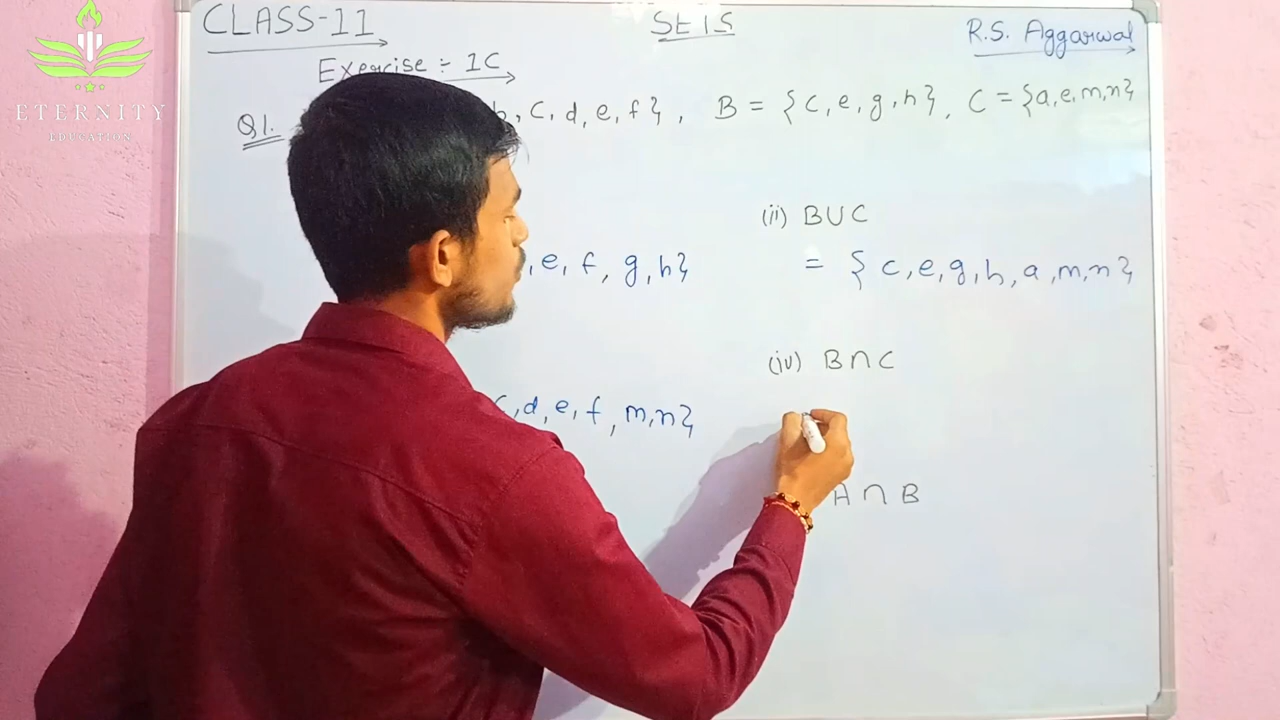 CLASS-11
SETS
R.S. Aggarwal
ETERNITY
EDUCATION
Exercise :- 1C
Q1. b, c, d, e, f}, B = {c, e, g, h}, C = {a, e, m, n}
(ii) B∪C
, e, f, g, h}
= {c, e, g, h, a, m, n}
(iv) B∩C
c, d, e, f, m, n}
A ∩ B